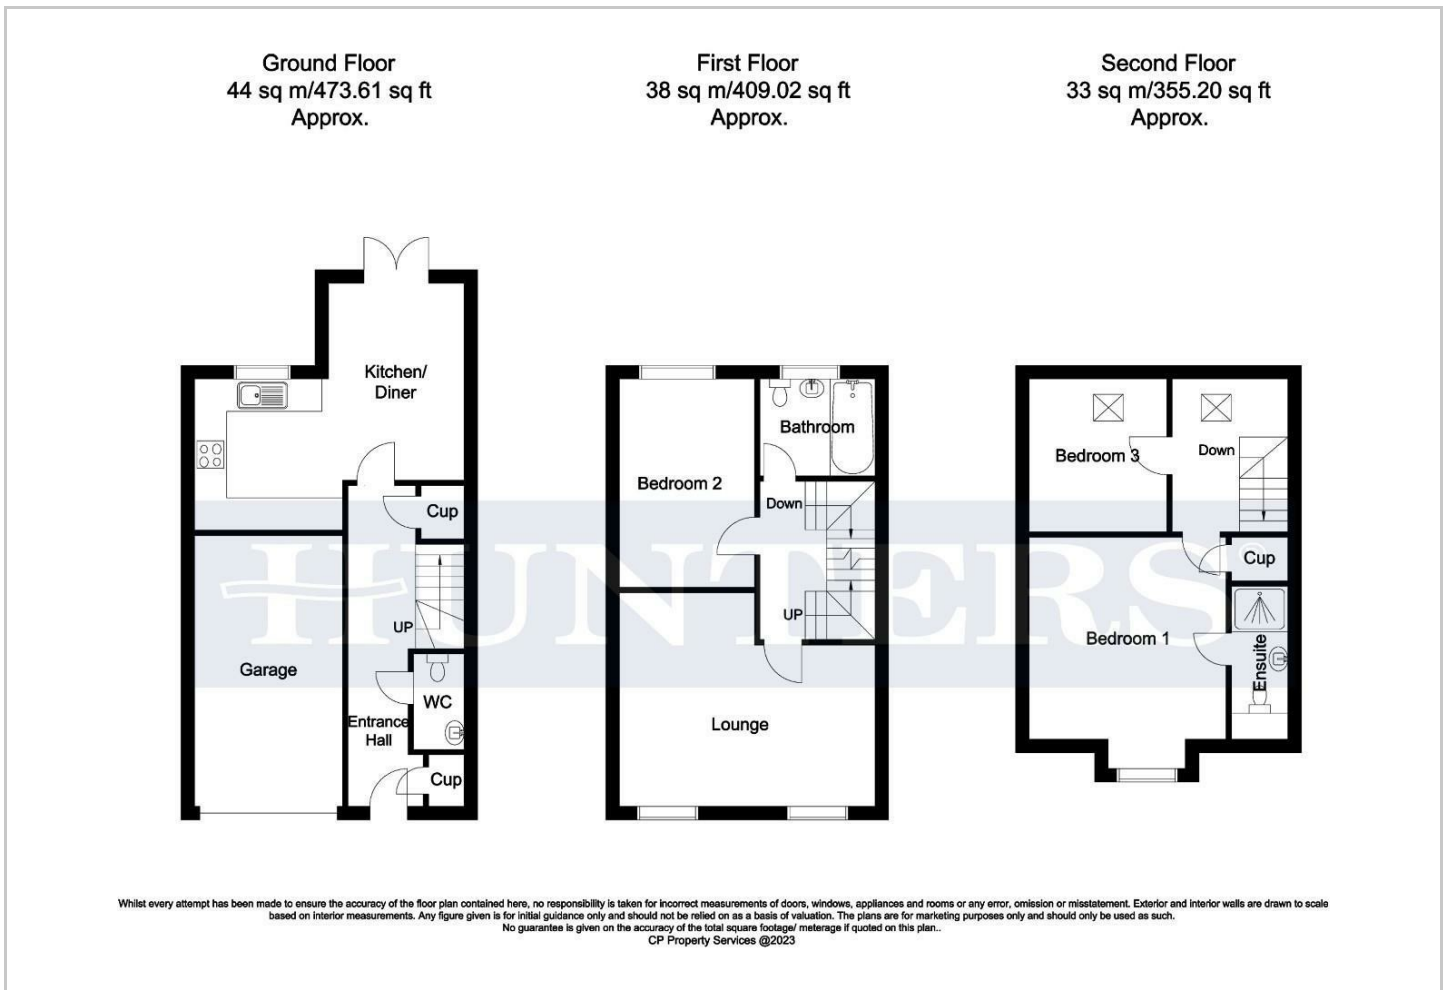 Ground Floor
44 sq m/473.61 sq ft
Approx.
First Floor
38 sq m/409.02 sq ft
Approx.
Second Floor
33 sq m/355.20 sq ft
Approx.
Kitchen/
Diner
Cup
UP
Garage
WC
Entrance
Hall
Cup
Bathroom
Bedroom 2
Down
UP
Lounge
Bedroom 3
Down
Cup
Bedroom 1
Ensuite
HUNTERS®
Whilst every attempt has been made to ensure the accuracy of the floor plan contained here, no responsibility is taken for incorrect measurements of doors, windows, appliances and rooms or any error, omission or misstatement. Exterior and interior walls are drawn to scale
based on interior measurements. Any figure given is for initial guidance only and should not be relied on as a basis of valuation. The plans are for marketing purposes only and should only be used as such.
No guarantee is given on the accuracy of the total square footage/ meterage if quoted on this plan..
CP Property Services @2023